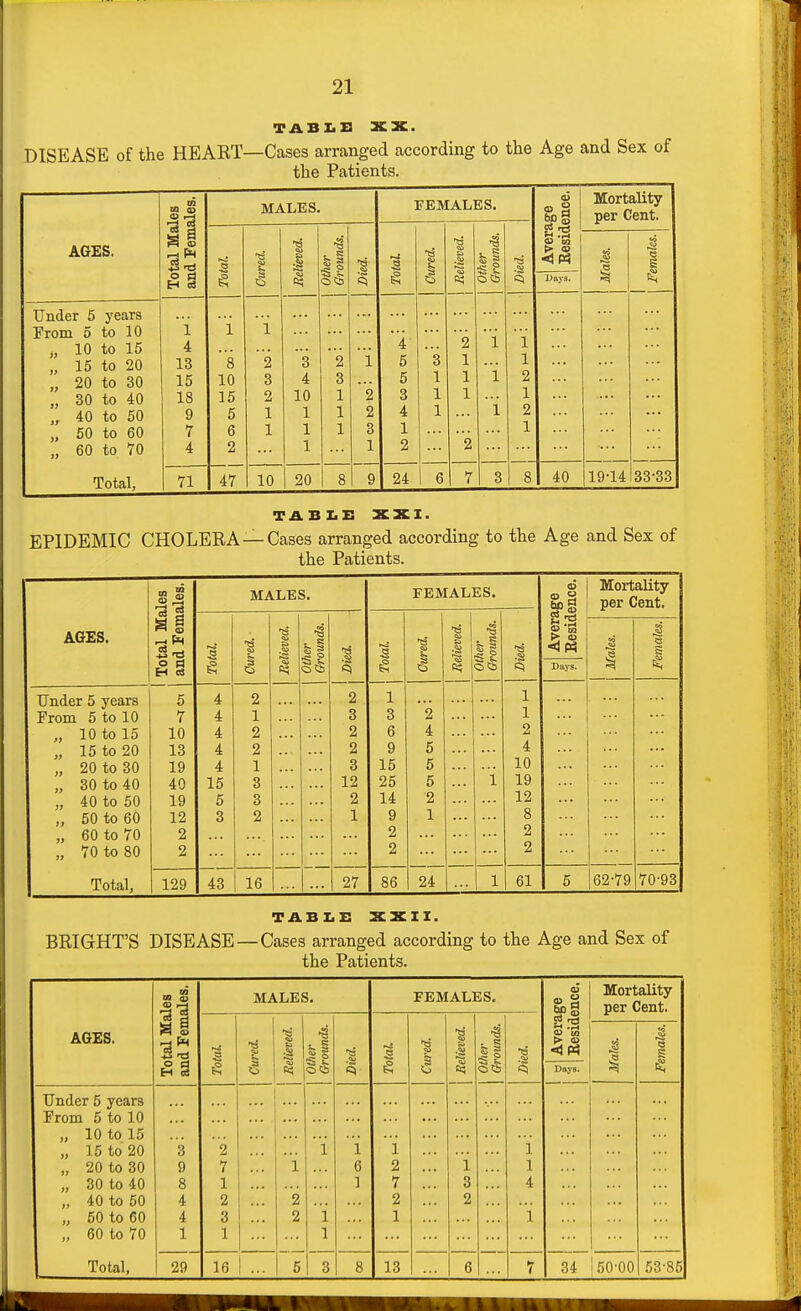 21
TABLE XX.
DISEASE of the HEART—Cases arranged according to the Age and Sex of
the Patients.
AGES. | Total Males and Females. | MALES. | FEMALES. | Average Residence. | Mortality per Cent.
Total. | Cured. | Relieved. | Other Grounds. | Died. | Total. | Cured. | Relieved. | Other Grounds. | Died. | Days. | Males. | Females.
Under 5 years | ... | ... | ... | ... | ... | ... | ... | ... | ... | ... | ... | ... | ... | ...
From 5 to 10 | 1 | 1 | 1 | ... | ... | ... | ... | ... | ... | ... | ... | ... | ... | ...
„ 10 to 15 | 4 | ... | ... | ... | ... | ... | 4 | ... | 2 | 1 | 1 | ... | ... | ...
„ 15 to 20 | 13 | 8 | 2 | 3 | 2 | 1 | 5 | 3 | 1 | ... | 1 | ... | ... | ...
„ 20 to 30 | 15 | 10 | 3 | 4 | 3 | ... | 5 | 1 | 1 | 1 | 2 | ... | ... | ...
„ 30 to 40 | 18 | 15 | 2 | 10 | 1 | 2 | 3 | 1 | 1 | ... | 1 | ... | ... | ...
„ 40 to 50 | 9 | 5 | 1 | 1 | 1 | 2 | 4 | 1 | ... | 1 | 2 | ... | ... | ...
„ 50 to 60 | 7 | 6 | 1 | 1 | 1 | 3 | 1 | ... | ... | ... | 1 | ... | ... | ...
„ 60 to 70 | 4 | 2 | ... | 1 | ... | 1 | 2 | ... | 2 | ... | ... | ... | ... | ...
Total, | 71 | 47 | 10 | 20 | 8 | 9 | 24 | 6 | 7 | 3 | 8 | 40 | 19·14 | 33·33
TABLE XXI.
EPIDEMIC CHOLERA—Cases arranged according to the Age and Sex of
the Patients.
AGES. | Total Males and Females. | MALES. | FEMALES. | Average Residence. | Mortality per Cent.
Total. | Cured. | Relieved. | Other Grounds. | Died. | Total. | Cured. | Relieved. | Other Grounds. | Died. | Days. | Males. | Females.
Under 5 years | 5 | 4 | 2 | ... | ... | 2 | 1 | ... | ... | ... | 1 | ... | ... | ...
From 5 to 10 | 7 | 4 | 1 | ... | ... | 3 | 3 | 2 | ... | ... | 1 | ... | ... | ...
„ 10 to 15 | 10 | 4 | 2 | ... | ... | 2 | 6 | 4 | ... | ... | 2 | ... | ... | ...
„ 15 to 20 | 13 | 4 | 2 | ... | ... | 2 | 9 | 5 | ... | ... | 4 | ... | ... | ...
„ 20 to 30 | 19 | 4 | 1 | ... | ... | 3 | 15 | 5 | ... | ... | 10 | ... | ... | ...
„ 30 to 40 | 40 | 15 | 3 | ... | ... | 12 | 25 | 5 | ... | 1 | 19 | ... | ... | ...
„ 40 to 50 | 19 | 5 | 3 | ... | ... | 2 | 14 | 2 | ... | ... | 12 | ... | ... | ...
„ 50 to 60 | 12 | 3 | 2 | ... | ... | 1 | 9 | 1 | ... | ... | 8 | ... | ... | ...
„ 60 to 70 | 2 | ... | ... | ... | ... | ... | 2 | ... | ... | ... | 2 | ... | ... | ...
„ 70 to 80 | 2 | ... | ... | ... | ... | ... | 2 | ... | ... | ... | 2 | ... | ... | ...
Total, | 129 | 43 | 16 | ... | ... | 27 | 86 | 24 | ... | 1 | 61 | 5 | 62·79 | 70·93
TABLE XXII.
BRIGHT'S DISEASE—Cases arranged according to the Age and Sex of
the Patients.
AGES. | Total Males and Females. | MALES. | FEMALES. | Average Residence. | Mortality per Cent.
Total. | Cured. | Relieved. | Other Grounds. | Died. | Total. | Cured. | Relieved. | Other Grounds. | Died. | Days. | Males. | Females.
Under 5 years | ... | ... | ... | ... | ... | ... | ... | ... | ... | ... | ... | ... | ... | ...
From 5 to 10 | ... | ... | ... | ... | ... | ... | ... | ... | ... | ... | ... | ... | ... | ...
„ 10 to 15 | ... | ... | ... | ... | ... | ... | ... | ... | ... | ... | ... | ... | ... | ...
„ 15 to 20 | 3 | 2 | ... | ... | 1 | 1 | 1 | ... | ... | ... | 1 | ... | ... | ...
„ 20 to 30 | 9 | 7 | ... | 1 | ... | 6 | 2 | ... | 1 | ... | 1 | ... | ... | ...
„ 30 to 40 | 8 | 1 | ... | ... | ... | 1 | 7 | ... | 3 | ... | 4 | ... | ... | ...
„ 40 to 50 | 4 | 2 | ... | 2 | ... | ... | 2 | ... | 2 | ... | ... | ... | ... | ...
„ 50 to 60 | 4 | 3 | ... | 2 | 1 | ... | 1 | ... | ... | ... | 1 | ... | ... | ...
„ 60 to 70 | 1 | 1 | ... | ... | 1 | ... | ... | ... | ... | ... | ... | ... | ... | ...
Total, | 29 | 16 | ... | 5 | 3 | 8 | 13 | ... | 6 | ... | 7 | 34 | 50·00 | 53·85